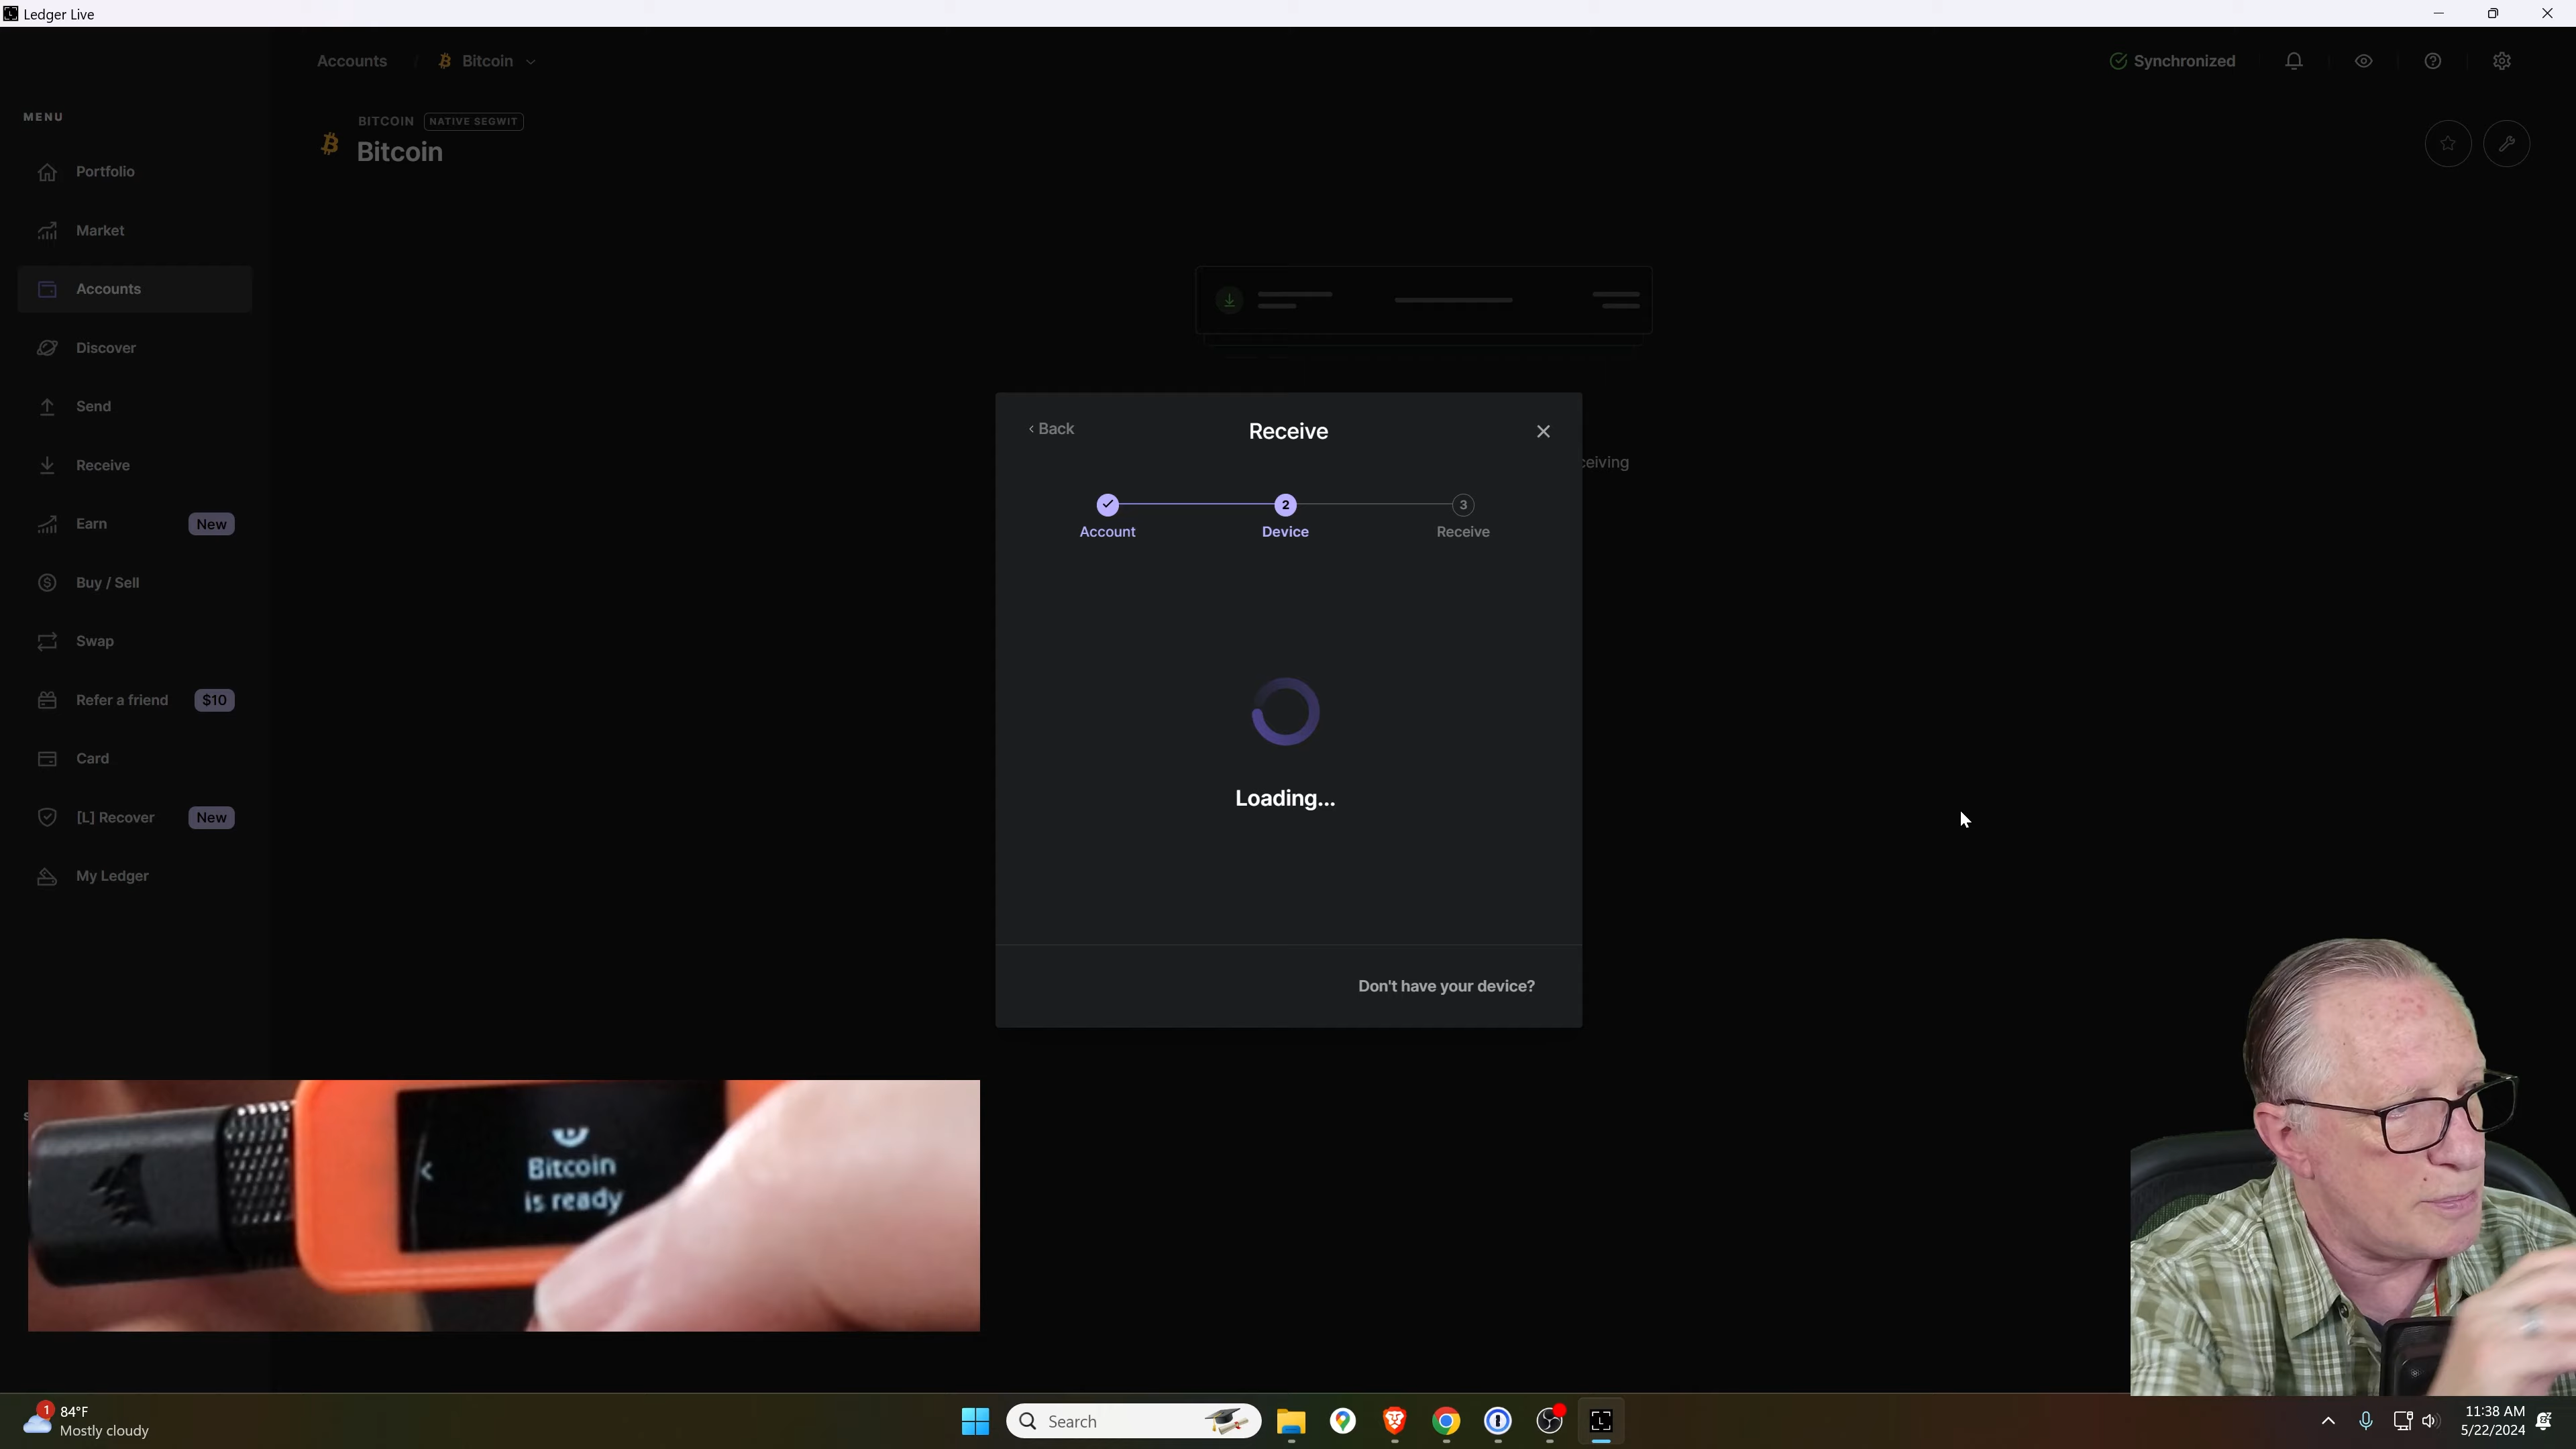 Ledger Live
Accounts / Bitcoin
Synchronized
MENU
BITCOIN NATIVE SEGWIT
Bitcoin
Portfolio
Market
Accounts
Discover
Send
Receive
Earn New
Buy / Sell
Swap
Refer a friend $10
Card
[L] Recover New
My Ledger
Back
Receive
ceiving
2
3
Account
Device
Receive
Loading...
Don't have your device?
Bitcoin
is ready
1
84°F
Mostly cloudy
Search
11:38 AM
5/22/2024